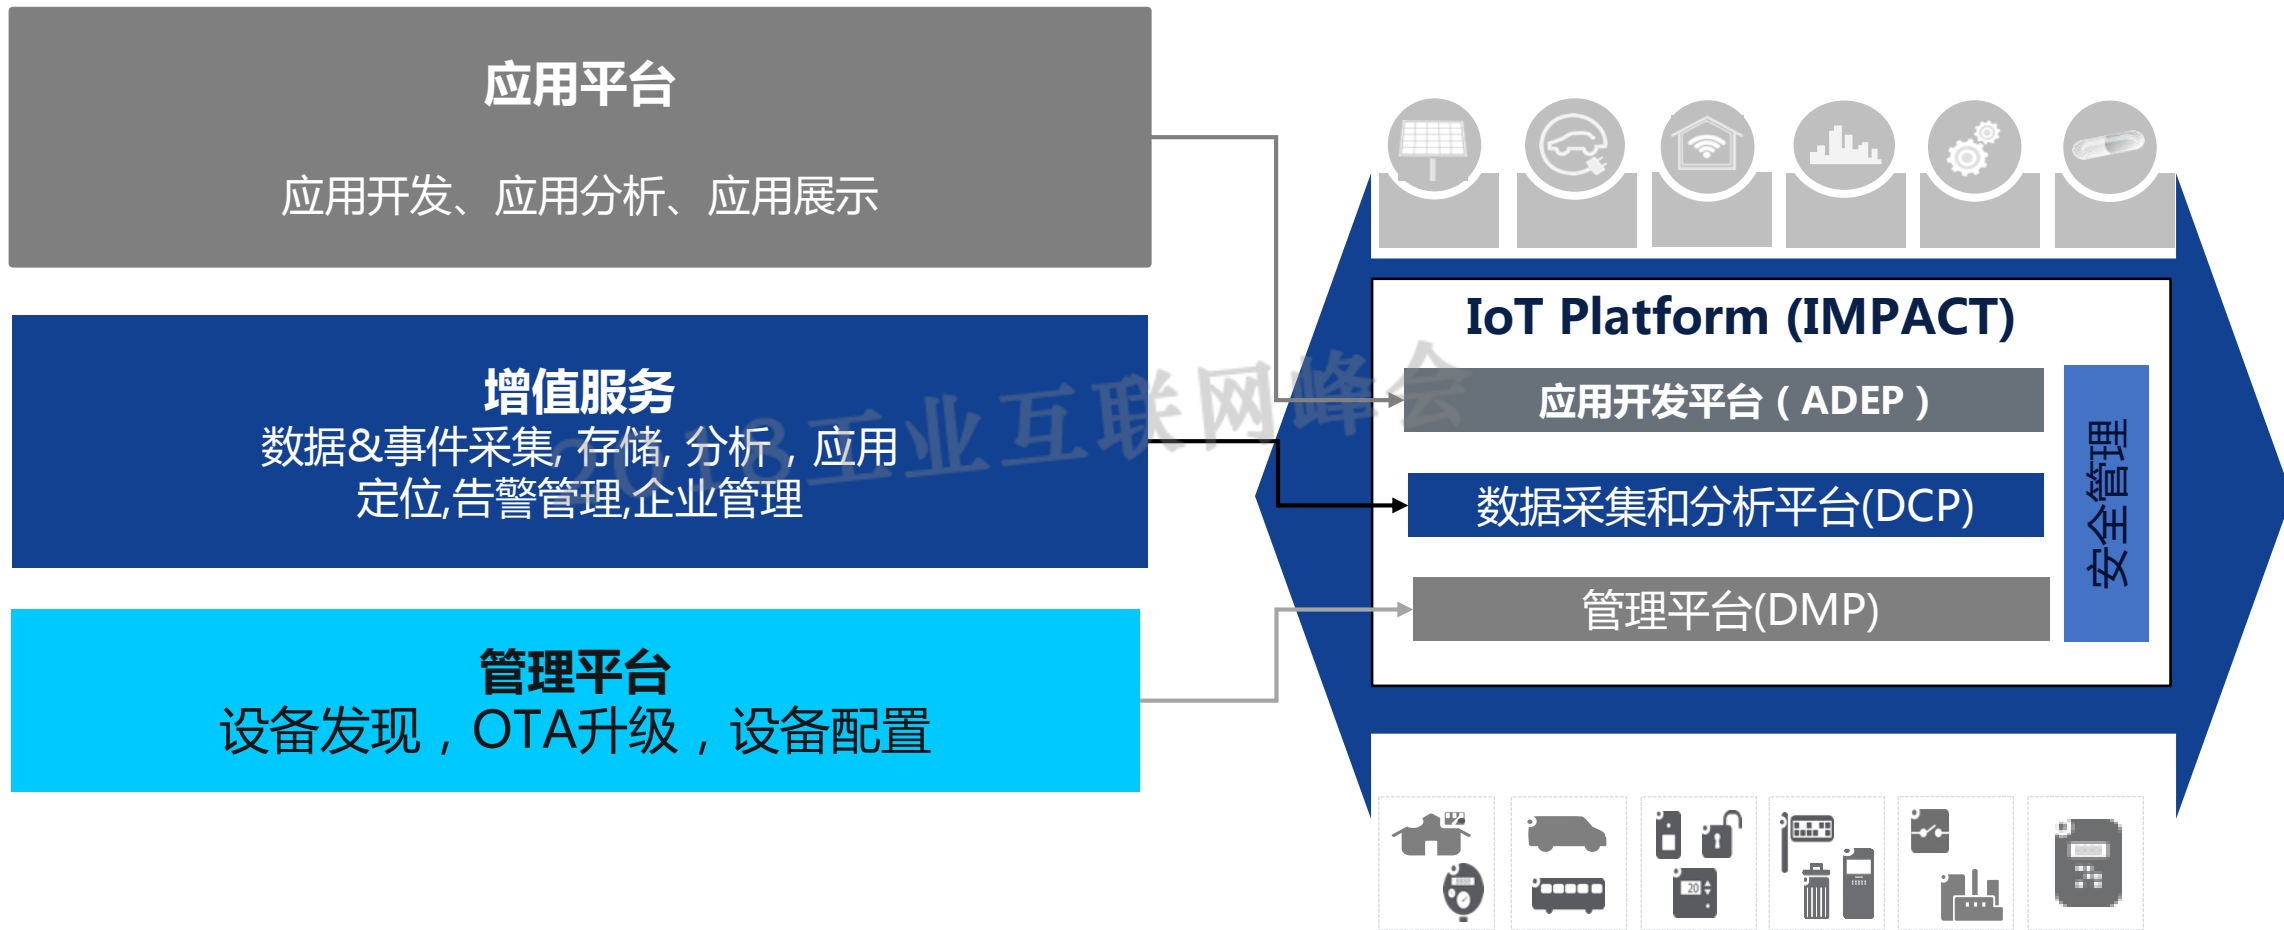 应用平台
应用开发、应用分析、应用展示
增值服务
数据&事件采集, 存储, 分析，应用
定位,告警管理,企业管理
管理平台
设备发现，OTA升级，设备配置
IoT Platform (IMPACT)
应用开发平台（ADEP）
数据采集和分析平台(DCP)
管理平台(DMP)
安全管理
2018工业互联网峰会
20